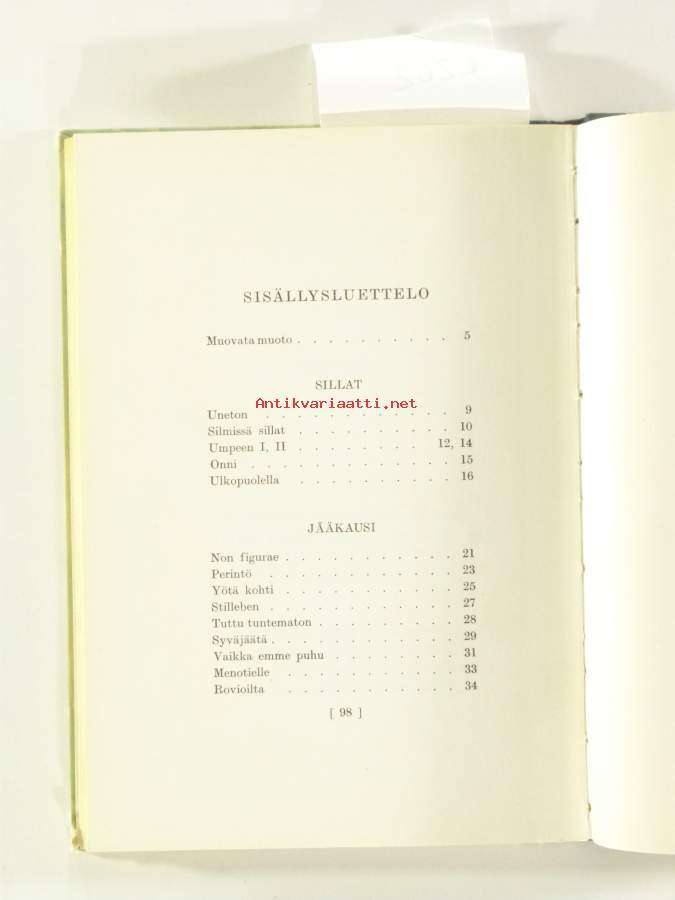 SISÄLLYSLUETTELO
Muovata muoto . . . . . . . . . . 5
SILLAT
Antikvariaatti.net
Uneton . . . . . . . . . . . . 9
Silmissä sillat . . . . . . . . . . 10
Umpeen I, II . . . . . . . . 12, 14
Onni . . . . . . . . . . . . . 15
Ulkopuolella . . . . . . . . . . 16
JÄÄKAUSI
Non figurae . . . . . . . . . . . 21
Perintö . . . . . . . . . . . . 23
Yötä kohti . . . . . . . . . . . 25
Stilleben . . . . . . . . . . . . 27
Tuttu tuntematon . . . . . . . . . 28
Syväjäätä . . . . . . . . . . . . 29
Vaikka emme puhu . . . . . . . . 31
Menotielle . . . . . . . . . . . 33
Rovioilta . . . . . . . . . . . 34
[ 98 ]